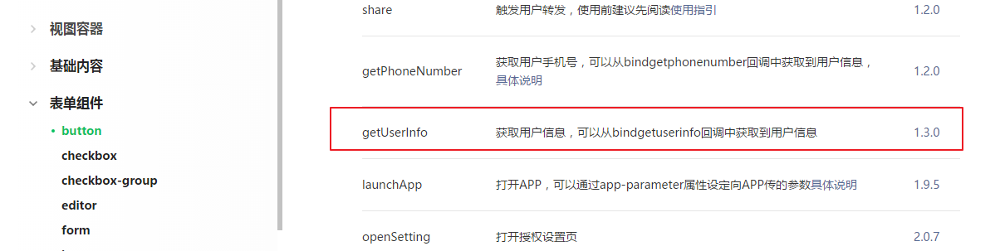 视图容器
基础内容
表单组件
button
checkbox
checkbox-group
editor
form
share 触发用户转发，使用前建议先阅读使用指引 1.2.0
getPhoneNumber 获取用户手机号，可以从bindgetphonenumber回调中获取到用户信息， 1.2.0
具体说明
getUserInfo 获取用户信息，可以从bindgetuserinfo回调中获取到用户信息 1.3.0
launchApp 打开APP，可以通过app-parameter属性设定向APP传的参数具体说明 1.9.5
openSetting 打开授权设置页 2.0.7